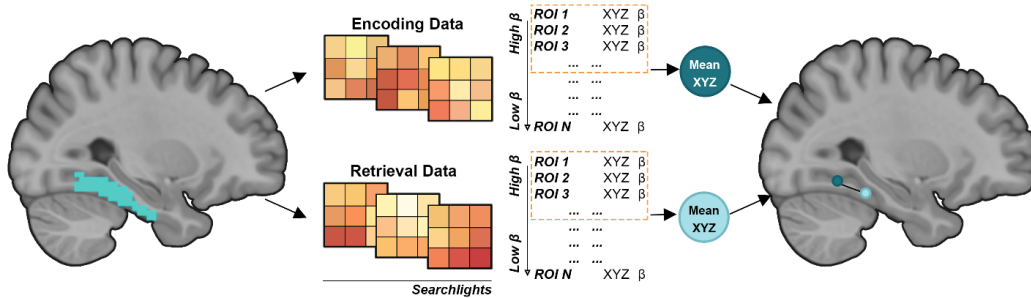 Encoding Data
High β
Low β
ROI 1 XYZ β
ROI 2 XYZ β
ROI 3 XYZ β
... ...
... ...
... ...
ROI N XYZ β
Mean
XYZ
Retrieval Data
High β
Low β
ROI 1 XYZ β
ROI 2 XYZ β
ROI 3 XYZ β
... ...
... ...
... ...
ROI N XYZ β
Mean
XYZ
Searchlights